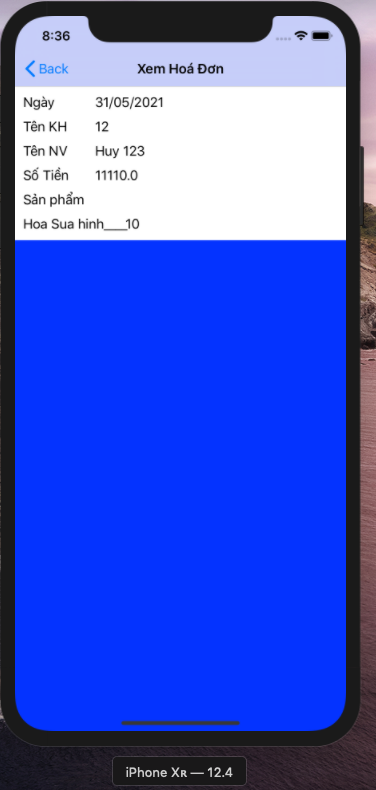 8:36
Back Xem Hoá Đơn
Ngày 31/05/2021
Tên KH 12
Tên NV Huy 123
Số Tiền 11110.0
Sản phẩm
Hoa Sua hinh___10
iPhone Xʀ — 12.4